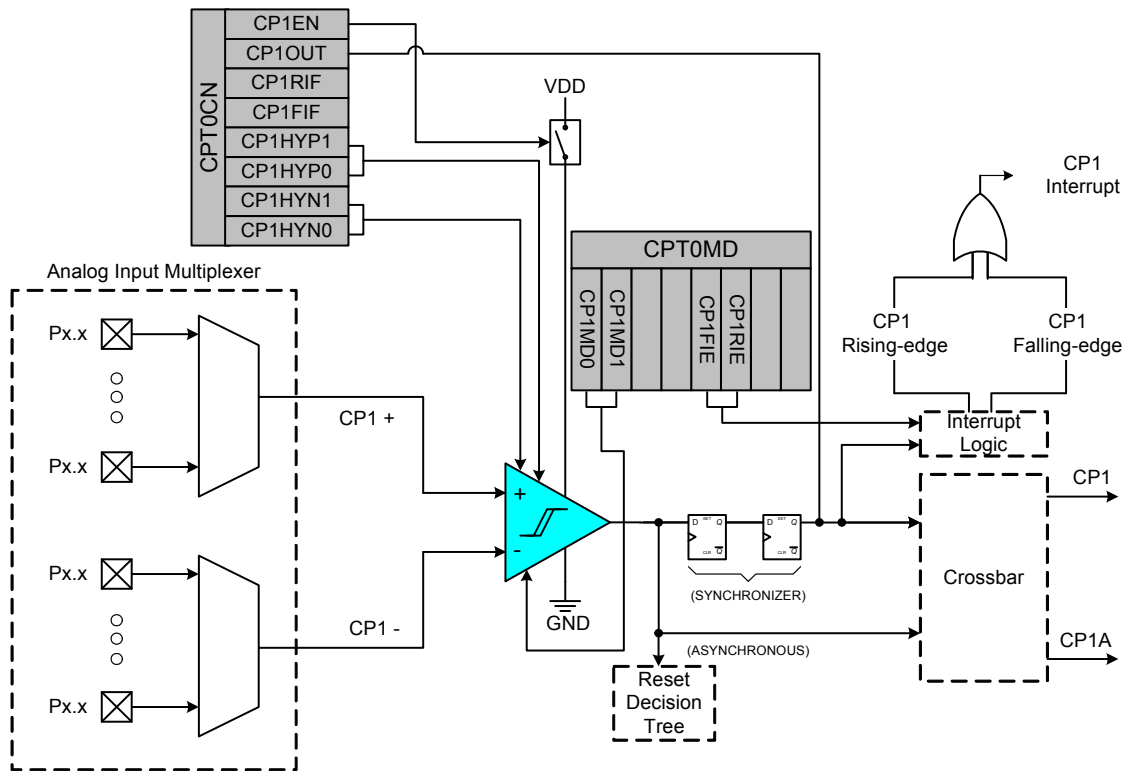 CPT0CN
CP1EN
CP1OUT
CP1RIF
CP1FIF
CP1HYP1
CP1HYP0
CP1HYN1
CP1HYN0
VDD
CP1
Interrupt
CPT0MD
CP1MD0
CP1MD1
CP1FIE
CP1RIE
CP1
Rising-edge
CP1
Falling-edge
Interrupt
Logic
Analog Input Multiplexer
Px.x
Px.x
CP1 +
Px.x
Px.x
CP1 -
+
-
GND
D SET Q
CLR Q
D SET Q
CLR Q
(SYNCHRONIZER)
(ASYNCHRONOUS)
Reset
Decision
Tree
Crossbar
CP1
CP1A